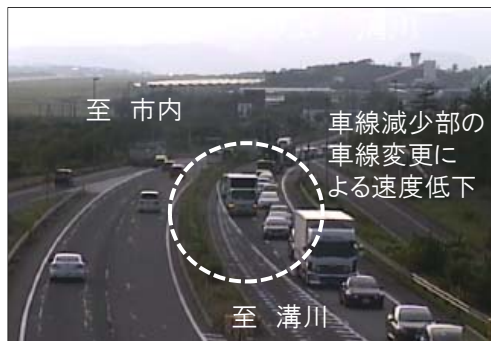 至 市内
車線減少部の
車線変更に
よる速度低下
至 溝川